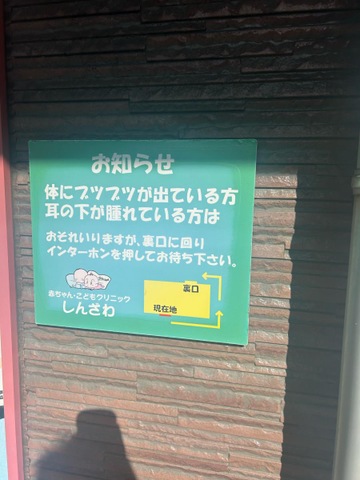 お知らせ
体にブツブツが出ている方
耳の下が腫れている方は
おそれいりますが、裏口に回り
インターホンを押してお待ち下さい。
赤ちゃん・こどもクリニック
しんざわ
裏口
現在地